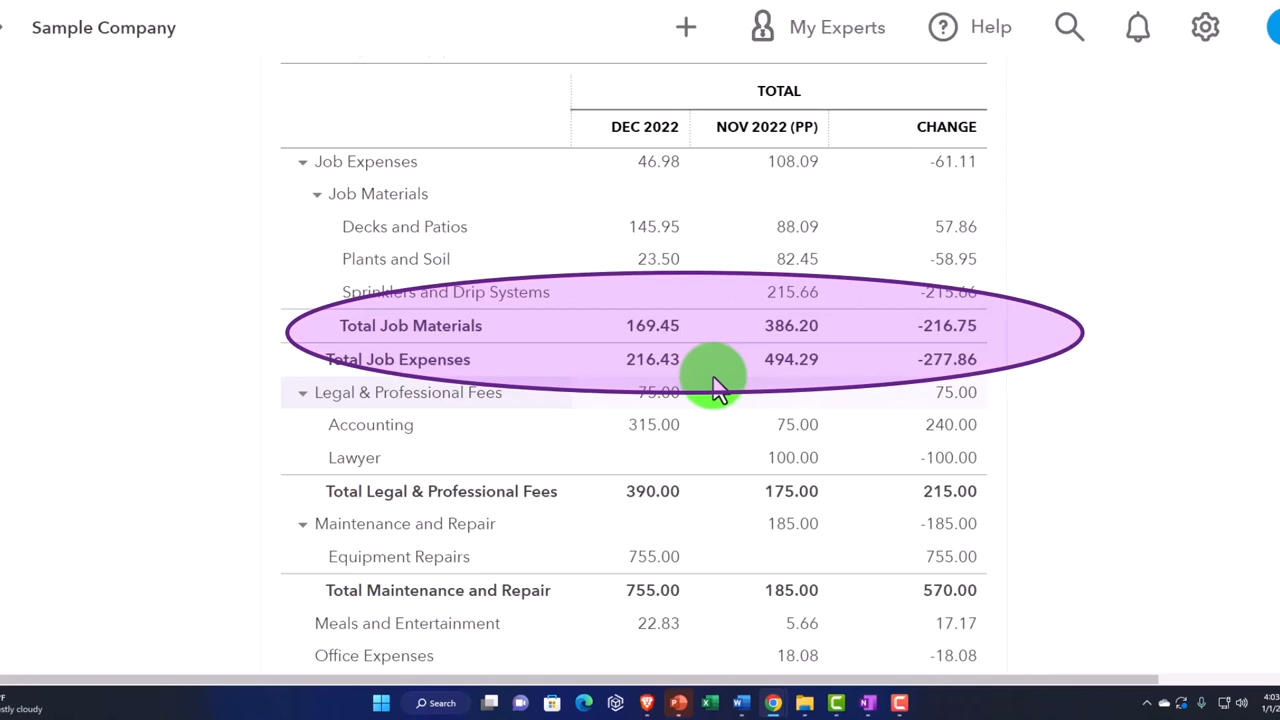 Sample Company
My Experts
Help
TOTAL
DEC 2022 NOV 2022 (PP) CHANGE
Job Expenses 46.98 108.09 -61.11
Job Materials
Decks and Patios 145.95 88.09 57.86
Plants and Soil 23.50 82.45 -58.95
Sprinklers and Drip Systems 215.66 -215.66
Total Job Materials 169.45 386.20 -216.75
Total Job Expenses 216.43 494.29 -277.86
Legal & Professional Fees 75.00 75.00
Accounting 315.00 75.00 240.00
Lawyer 100.00 -100.00
Total Legal & Professional Fees 390.00 175.00 215.00
Maintenance and Repair 185.00 -185.00
Equipment Repairs 755.00 755.00
Total Maintenance and Repair 755.00 185.00 570.00
Meals and Entertainment 22.83 5.66 17.17
Office Expenses 18.08 -18.08
Search
4:03